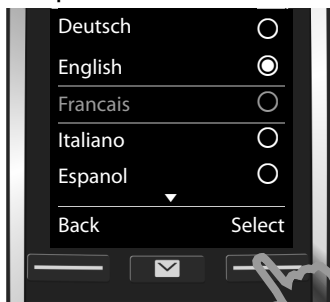 Deutsch
English
Francais
Italiano
Espanol
Back Select